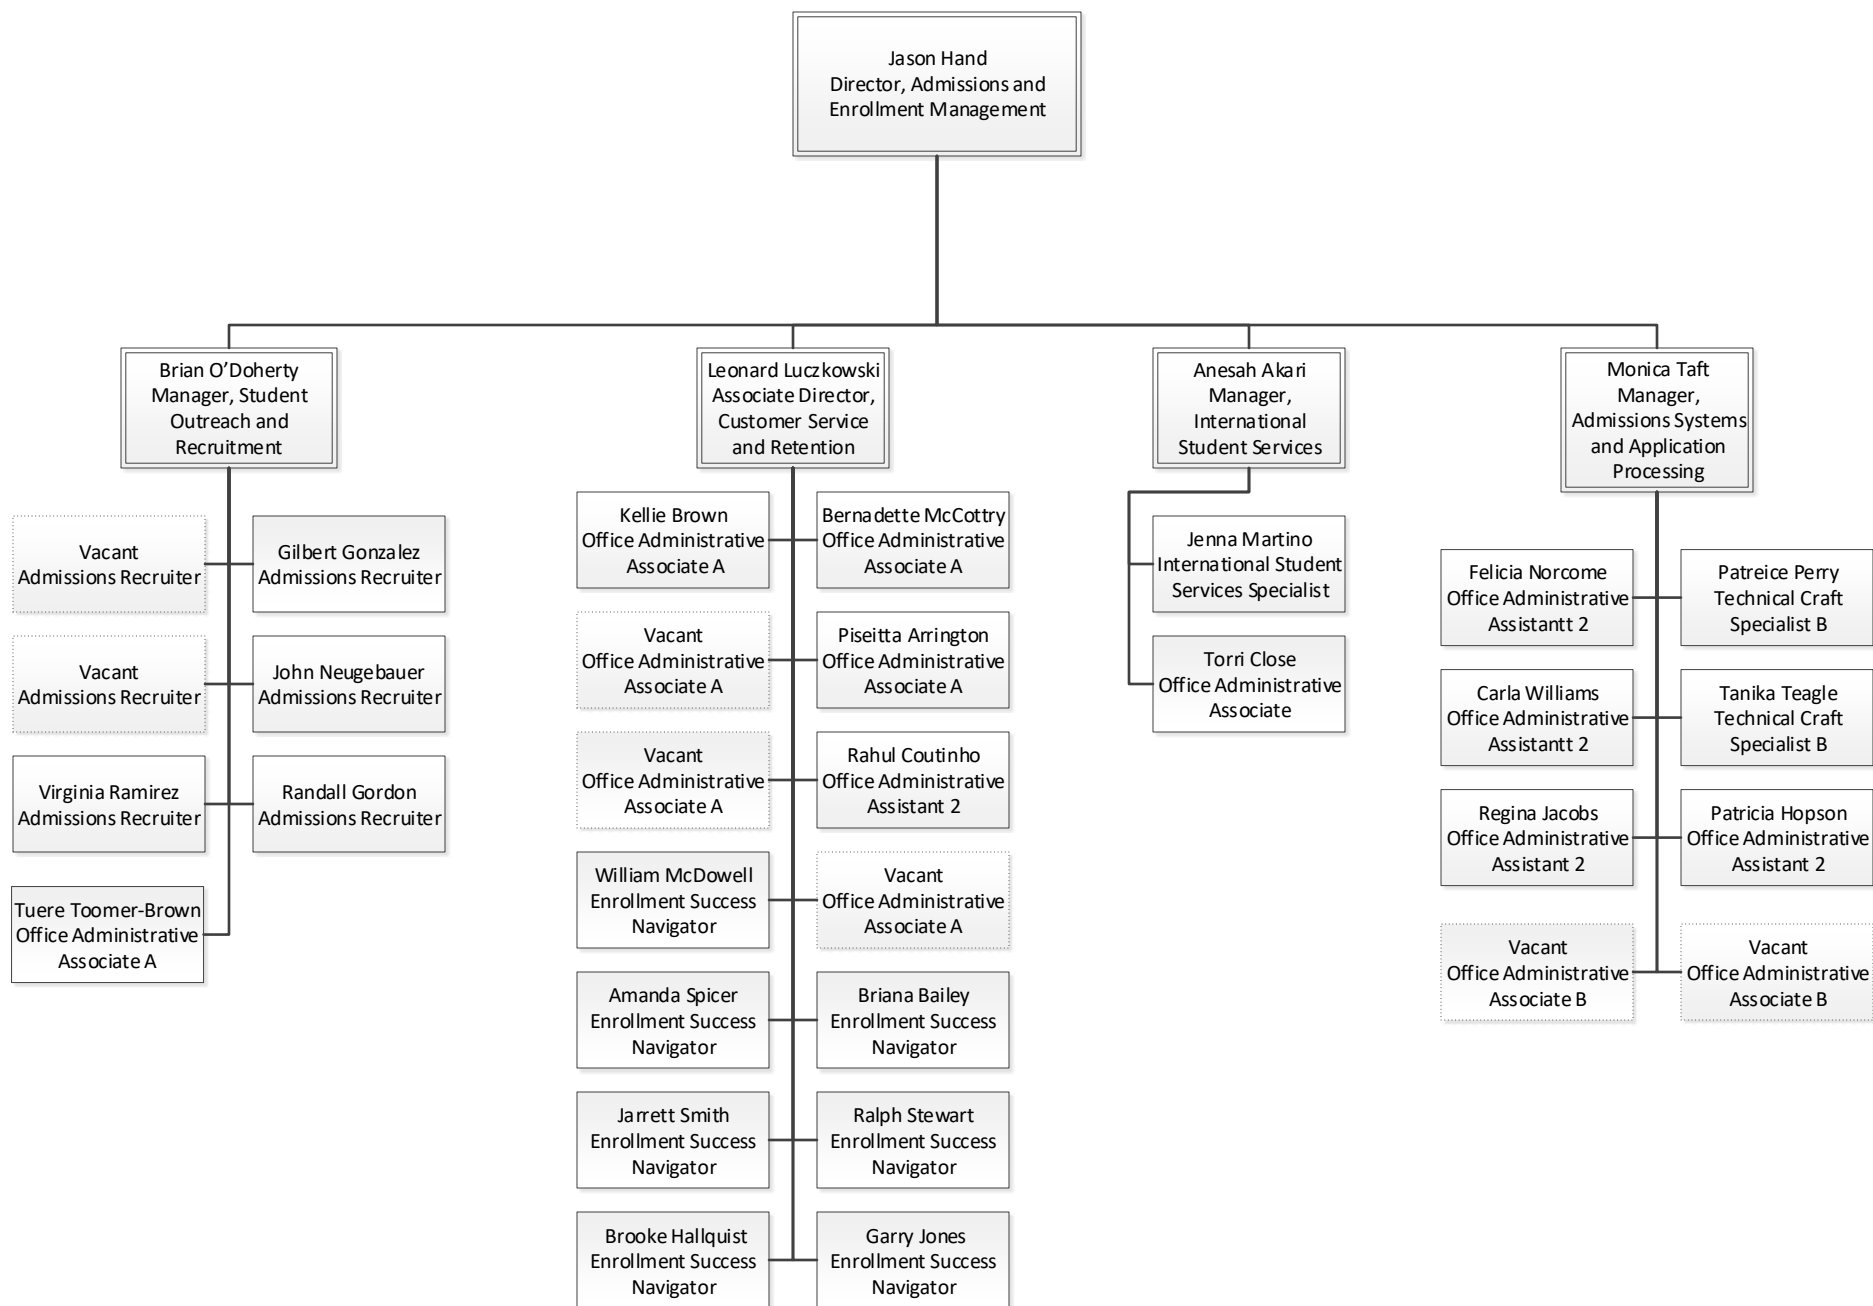 Jason Hand
Director, Admissions and
Enrollment Management
Brian O’Doherty
Manager, Student
Outreach and
Recruitment
Leonard Luczkowski
Associate Director,
Customer Service
and Retention
Anesah Akari
Manager,
International
Student Services
Monica Taft
Manager,
Admissions Systems
and Application
Processing
Vacant
Admissions Recruiter
Gilbert Gonzalez
Admissions Recruiter
Vacant
Admissions Recruiter
John Neugebauer
Admissions Recruiter
Virginia Ramirez
Admissions Recruiter
Randall Gordon
Admissions Recruiter
Tuere Toomer-Brown
Office Administrative
Associate A
Kellie Brown
Office Administrative
Associate A
Bernadette McCottry
Office Administrative
Associate A
Vacant
Office Administrative
Associate A
Piseitta Arrington
Office Administrative
Associate A
Vacant
Office Administrative
Associate A
Rahul Coutinho
Office Administrative
Assistant 2
William McDowell
Enrollment Success
Navigator
Vacant
Office Administrative
Associate A
Amanda Spicer
Enrollment Success
Navigator
Briana Bailey
Enrollment Success
Navigator
Jarrett Smith
Enrollment Success
Navigator
Ralph Stewart
Enrollment Success
Navigator
Brooke Hallquist
Enrollment Success
Navigator
Garry Jones
Enrollment Success
Navigator
Jenna Martino
International Student
Services Specialist
Torri Close
Office Administrative
Associate
Felicia Norcome
Office Administrative
Assistantt 2
Patreice Perry
Technical Craft
Specialist B
Carla Williams
Office Administrative
Assistantt 2
Tanika Teagle
Technical Craft
Specialist B
Regina Jacobs
Office Administrative
Assistant 2
Patricia Hopson
Office Administrative
Assistant 2
Vacant
Office Administrative
Associate B
Vacant
Office Administrative
Associate B